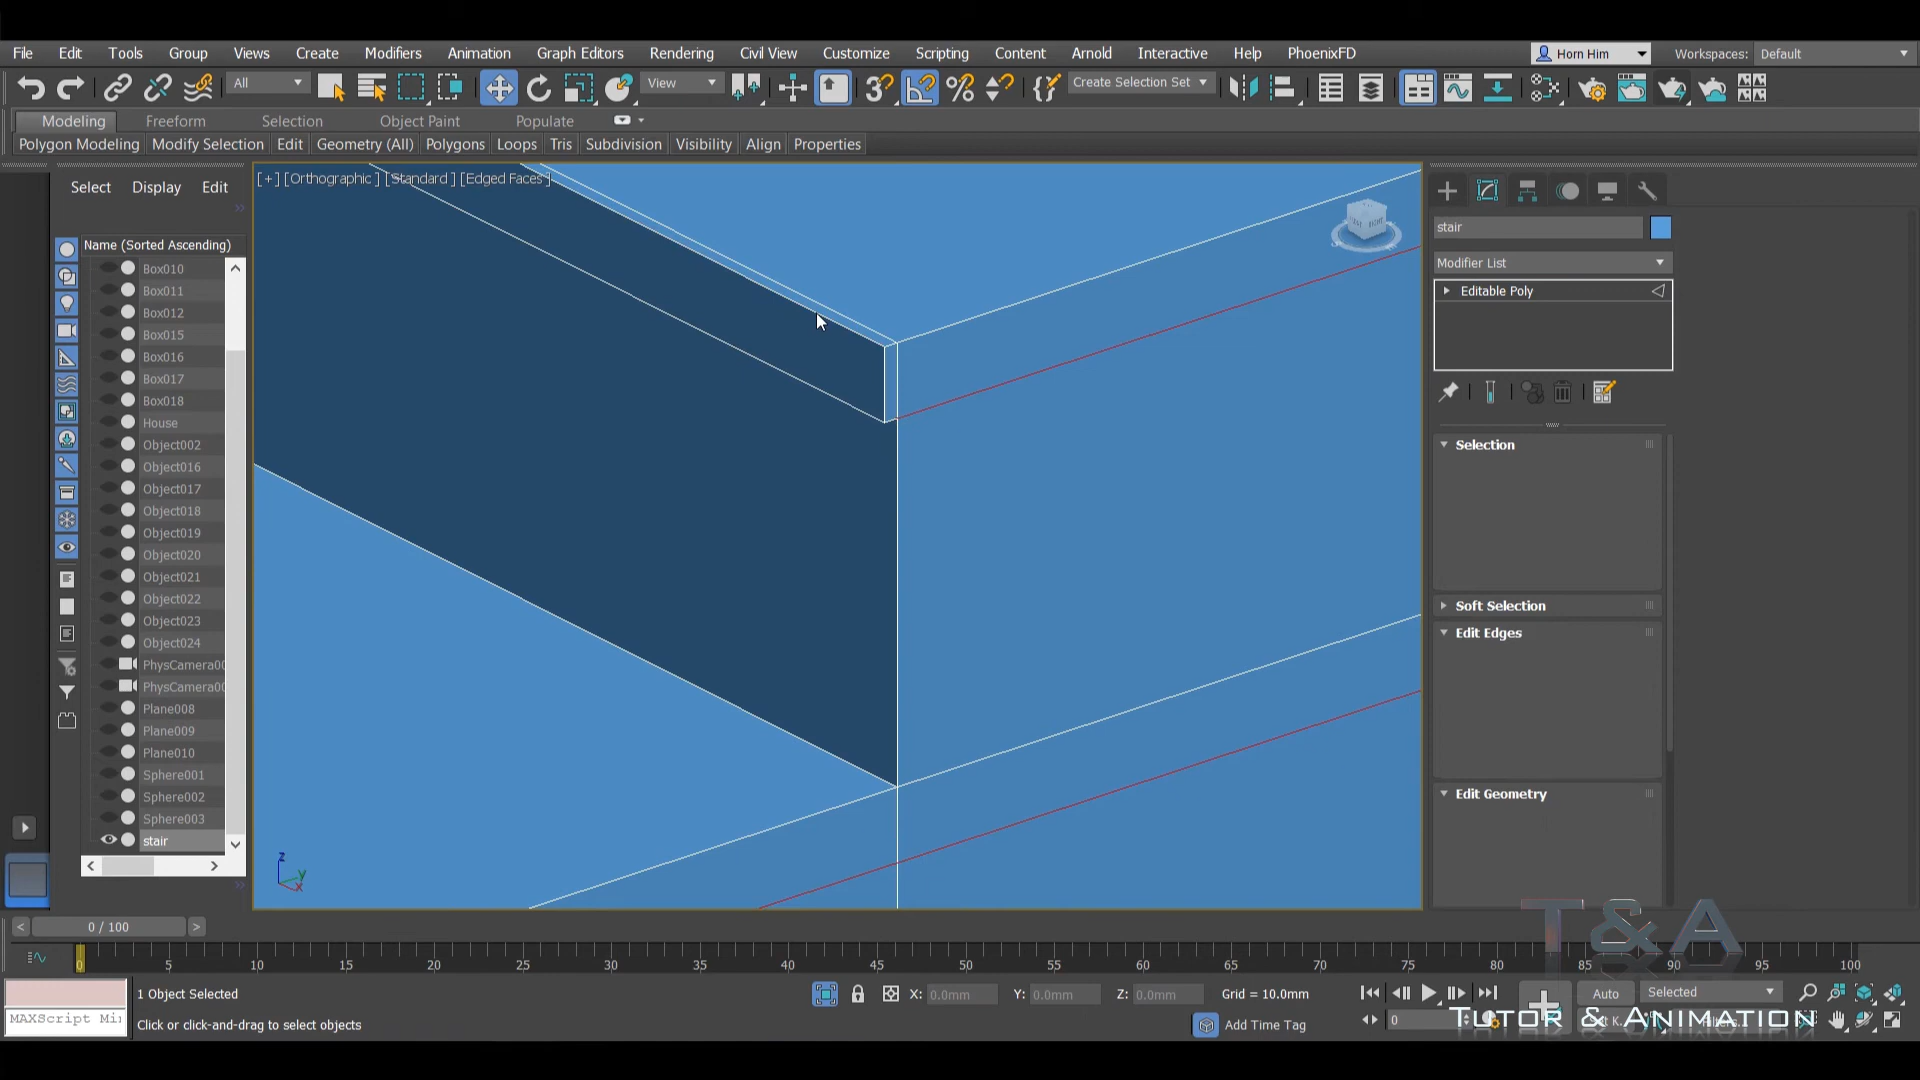 File Edit Tools Group Views Create Modifiers Animation Graph Editors Rendering Civil View Customize Scripting Content Arnold Interactive Help PhoenixFD Horn Him Workspaces: Default
All View Create Selection Set
Modeling Freeform Selection Object Paint Populate
Polygon Modeling Modify Selection Edit Geometry (All) Polygons Loops Tris Subdivision Visibility Align Properties
Select Display Edit
[+] [Orthographic] [Standard] [Edged Faces]
Name (Sorted Ascending)
Box010
Box011
Box012
Box015
Box016
Box017
Box018
House
Object002
Object016
Object017
Object018
Object019
Object020
Object021
Object022
Object023
Object024
PhysCamera00
PhysCamera00
Plane008
Plane009
Plane010
Sphere001
Sphere002
Sphere003
stair
stair
Modifier List
Editable Poly
Selection
Soft Selection
Edit Edges
Edit Geometry
z
y
x
T&A
0 / 100
0 5 10 15 20 25 30 35 40 45 50 55 60 65 70 75 80 85 90 95 100
1 Object Selected X: 0.0mm Y: 0.0mm Z: 0.0mm Grid = 10.0mm Auto Selected
MAXScript Mi
Click or click-and-drag to select objects Add Time Tag 0
Tutor & Animation